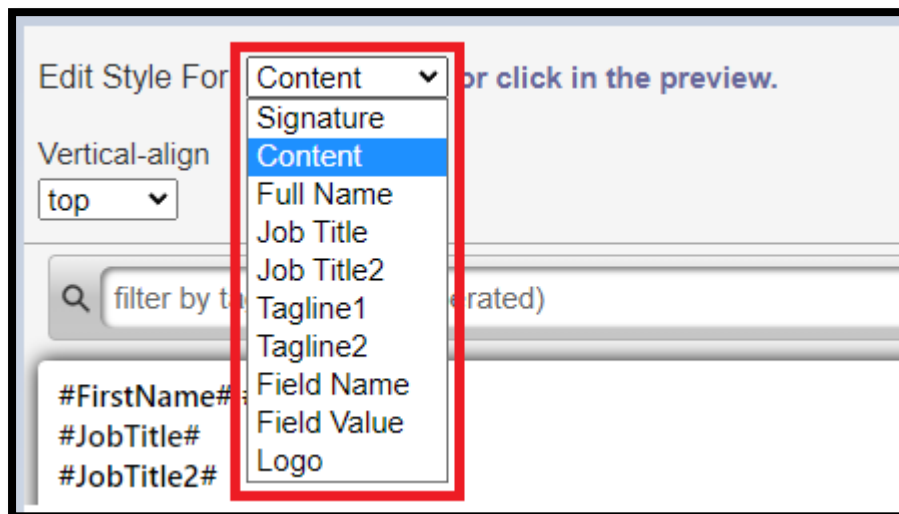 Edit Style For Content or click in the preview.
Signature
Vertical-align Content
top Full Name
Job Title
Job Title2
filter by erated)
Tagline1
Tagline2
#FirstName# Field Name
#JobTitle# Field Value
#JobTitle2# Logo